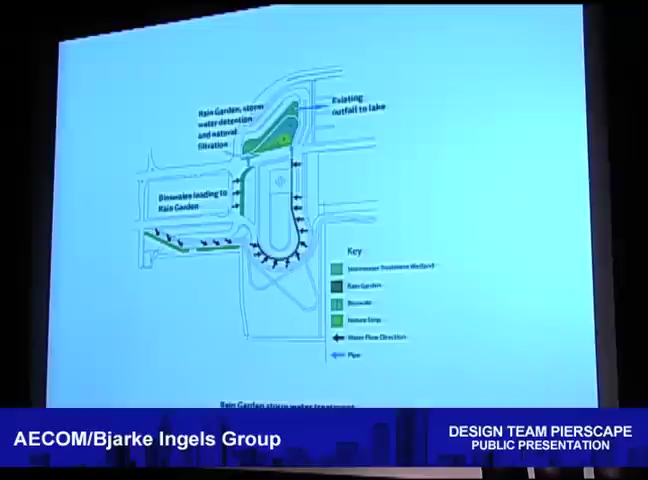 Rain Garden, storm
water detention
and natural
filtration
Existing
outfall to lake
Bioswales leading to
Rain Garden
Key
Stormwater Treatment Wetland
Rain Garden
Bioswale
Nature Strip
Water Flow Direction
Pipe
Rain Garden storm water treatment
AECOM/Bjarke Ingels Group
DESIGN TEAM PIERSCAPE
PUBLIC PRESENTATION